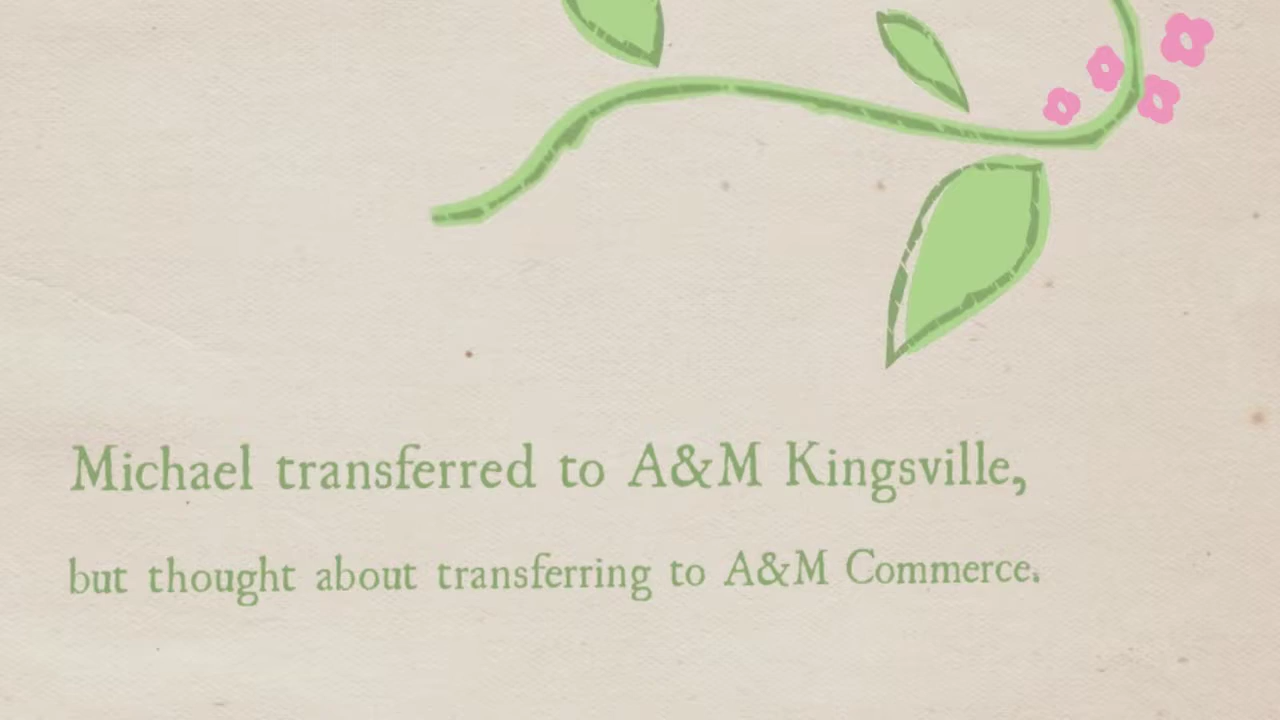 Michael transferred to A&M Kingsville,
but thought about transferring to A&M Commerce.